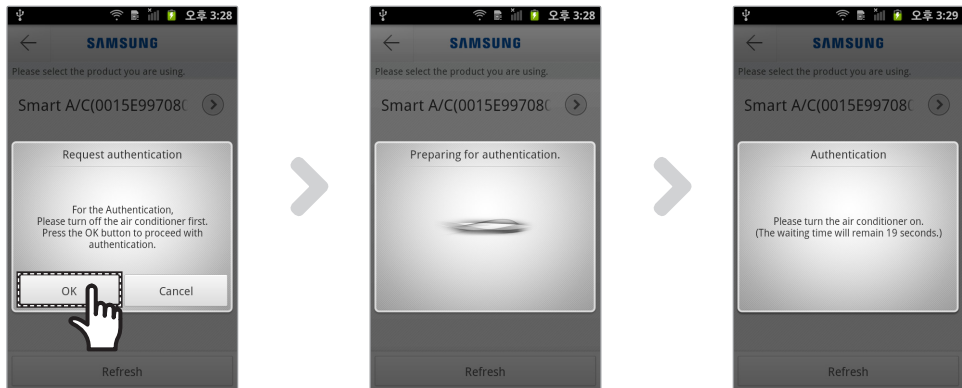 오후 3:28
SAMSUNG
Please select the product you are using.
Smart A/C(0015E99708
Request authentication
For the Authentication,
Please turn off the air conditioner first.
Press the OK button to proceed with
authentication.
OK
Cancel
Refresh
오후 3:28
SAMSUNG
Please select the product you are using.
Smart A/C(0015E99708
Preparing for authentication.
Refresh
오후 3:29
SAMSUNG
Please select the product you are using.
Smart A/C(0015E99708
Authentication
Please turn the air conditioner on.
(The waiting time will remain 19 seconds.)
Refresh